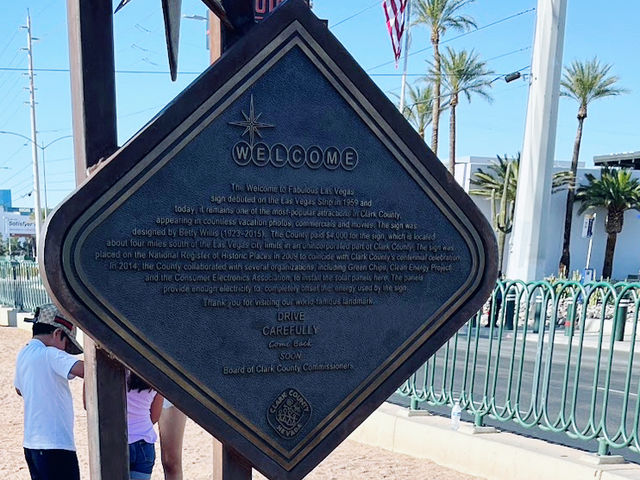 WELCOME
The Welcome to Fabulous Las Vegas
sign debuted on the Las Vegas Strip in 1959 and
today, it remains one of the most-popular attractions in Clark County,
appearing in countless vacation photos, commercials and movies. The sign was
designed by Betty Willis (1923-2015). The County paid $4,000 for the sign, which is located
about four miles south of the Las Vegas city limits in an unincorporated part of Clark County. The sign was
placed on the National Register of Historic Places in 2009 to coincide with Clark County's centennial celebration.
In 2014, the County collaborated with several organizations, including Green Chips, Clean Energy Project
and the Consumer Electronics Association, to install the solar panels here. The panels
provide enough electricity to completely offset the energy used by the sign.
Thank you for visiting our world-famous landmark.
DRIVE
CAREFULLY
Come Back
SOON
Board of Clark County Commissioners
CLARK COUNTY
NEVADA